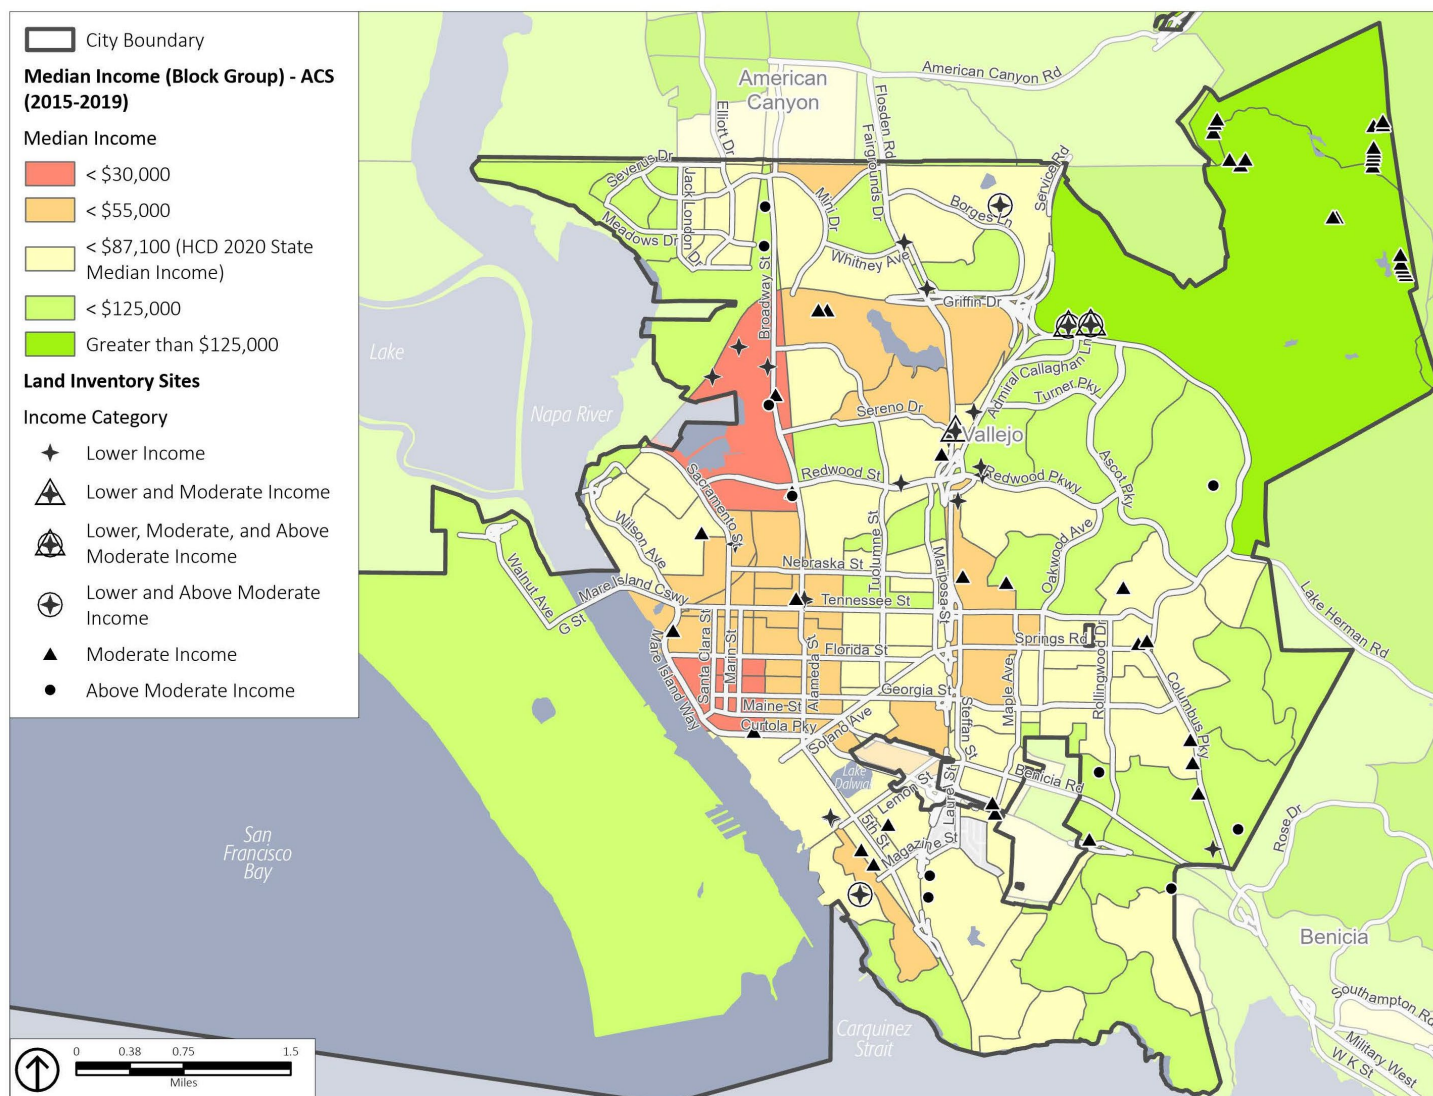 City Boundary
Median Income (Block Group) - ACS
(2015-2019)
Median Income
< $30,000
< $55,000
< $87,100 (HCD 2020 State
Median Income)
< $125,000
Greater than $125,000
Land Inventory Sites
Income Category
Lower Income
Lower and Moderate Income
Lower, Moderate, and Above
Moderate Income
Lower and Above Moderate
Income
Moderate Income
Above Moderate Income
0 0.38 0.75 1.5
Miles
American
Canyon
American Canyon Rd
Elliott Dr
Flosden Rd
Fairgrounds Dr
Service Rd
Severus Dr
Jack London Dr
Meadows Dr
Mini Dr
Borges Ln
Whitney Ave
Broadway St
Griffin Dr
Lake
Napa River
Admiral Callaghan Ln
Turner Pky
Sereno Dr
Vallejo
Ascot Pky
Redwood St
Redwood Pkwy
Sacramento St
Wilson Ave
Tuolumne St
Oakwood Ave
Nebraska St
Mariposa St
Walnut Ave
G St
Mare Island Cswy
Tennessee St
Lake Herman Rd
Santa Clara St
Marin St
Alameda St
Florida St
Springs Rd
Rollingwood Dr
Maple Ave
Columbus Pky
Mare Island Way
Georgia St
Maine St
Curtola Pky
Solano Ave
Steffan St
Lake
Dalwigk
Lemon St
Laurel St
Benicia Rd
5th St
Magazine St
Rose Dr
San
Francisco
Bay
Benicia
Southampton Rd
Carquinez
Strait
Military West
W K St